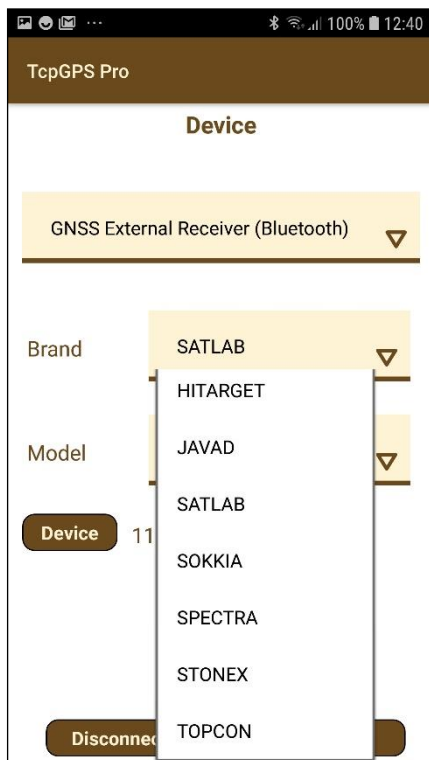 100% 12:40
TcpGPS Pro
Device
GNSS External Receiver (Bluetooth)
Brand SATLAB
HITARGET
Model JAVAD
SATLAB
Device 11
SOKKIA
SPECTRA
STONEX
Disconnec TOPCON